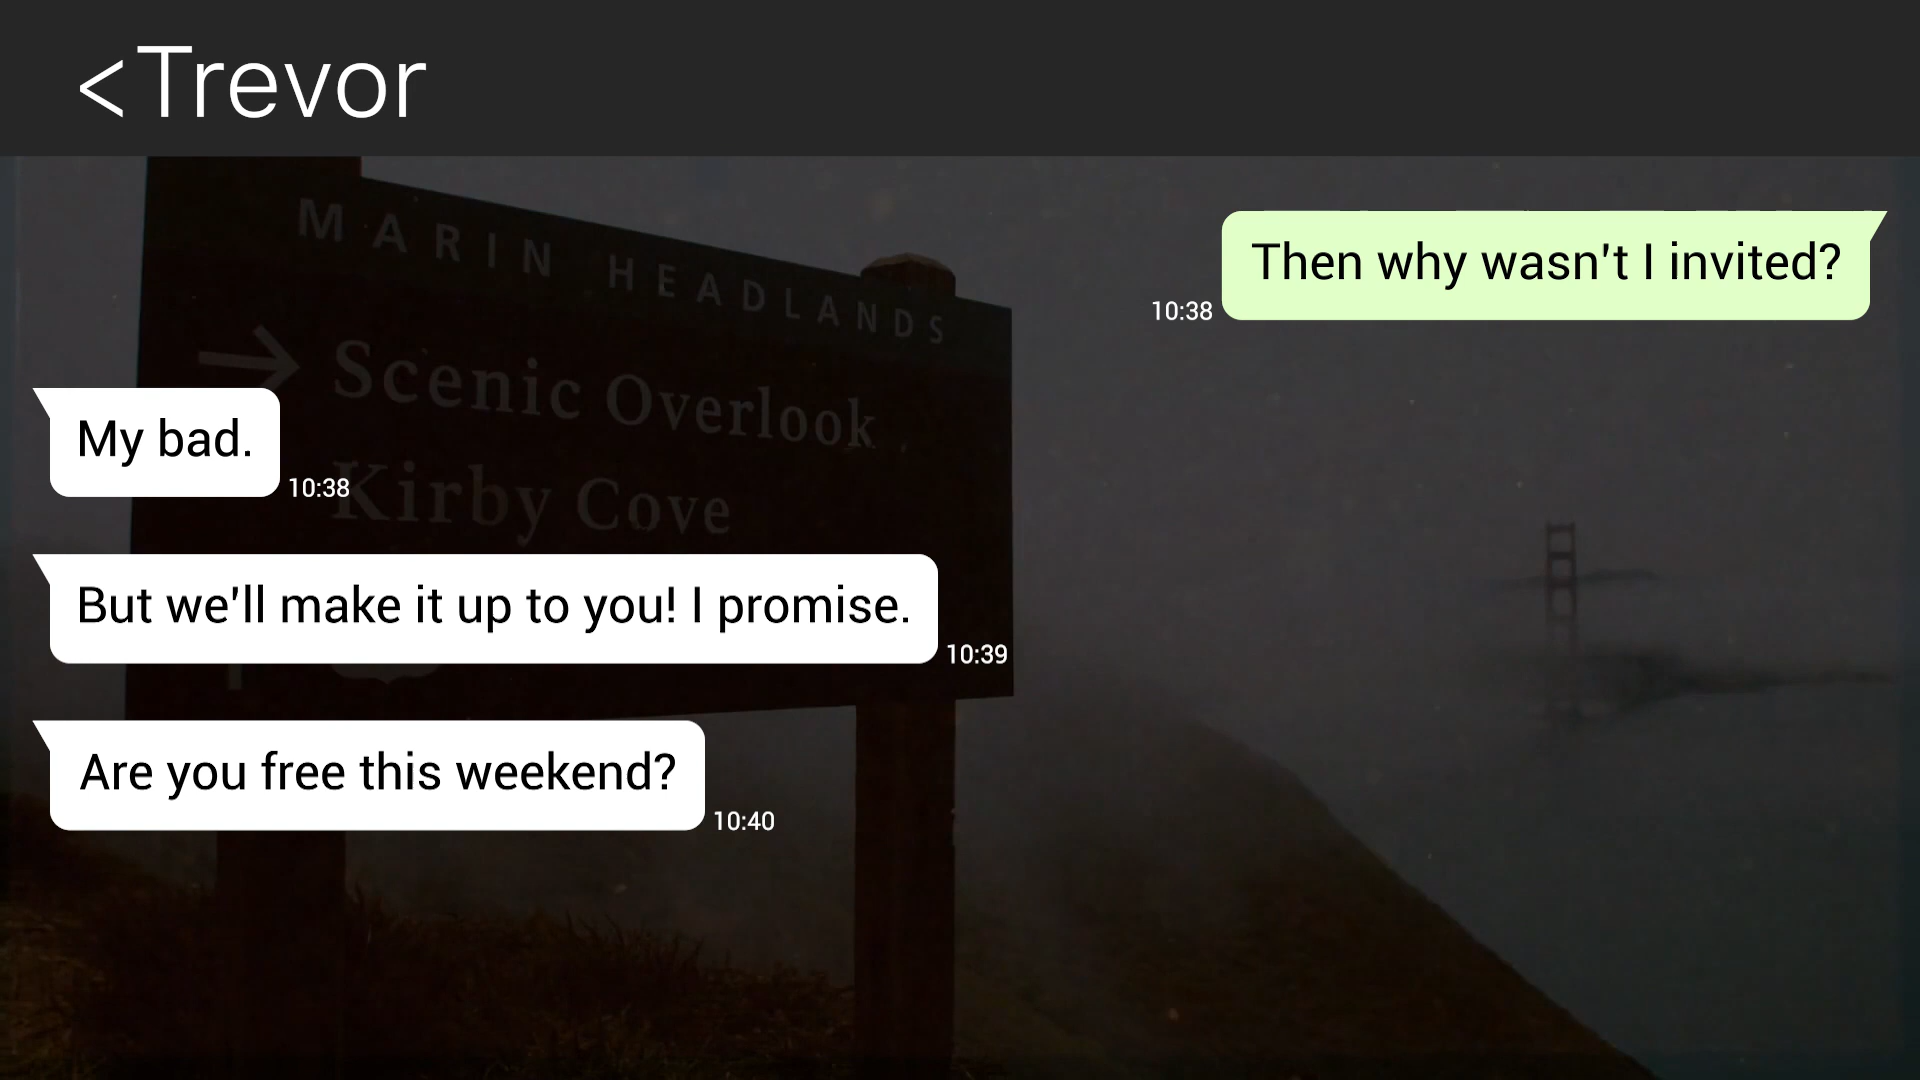 <Trevor
MARIN HEADLANDS
Then why wasn't I invited?
10:38
Scenic Overlook
My bad.
10:38
Kirby Cove
But we'll make it up to you! I promise.
10:39
Are you free this weekend?
10:40